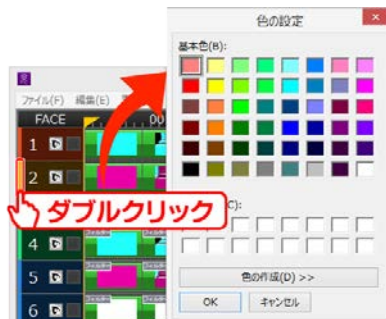 色の設定
基本色(B):
ファイル(F) 編集(E)
FACE
00
1
2
ダブルクリック
C):
4
5
6
色の作成(D) >>
OK キャンセル